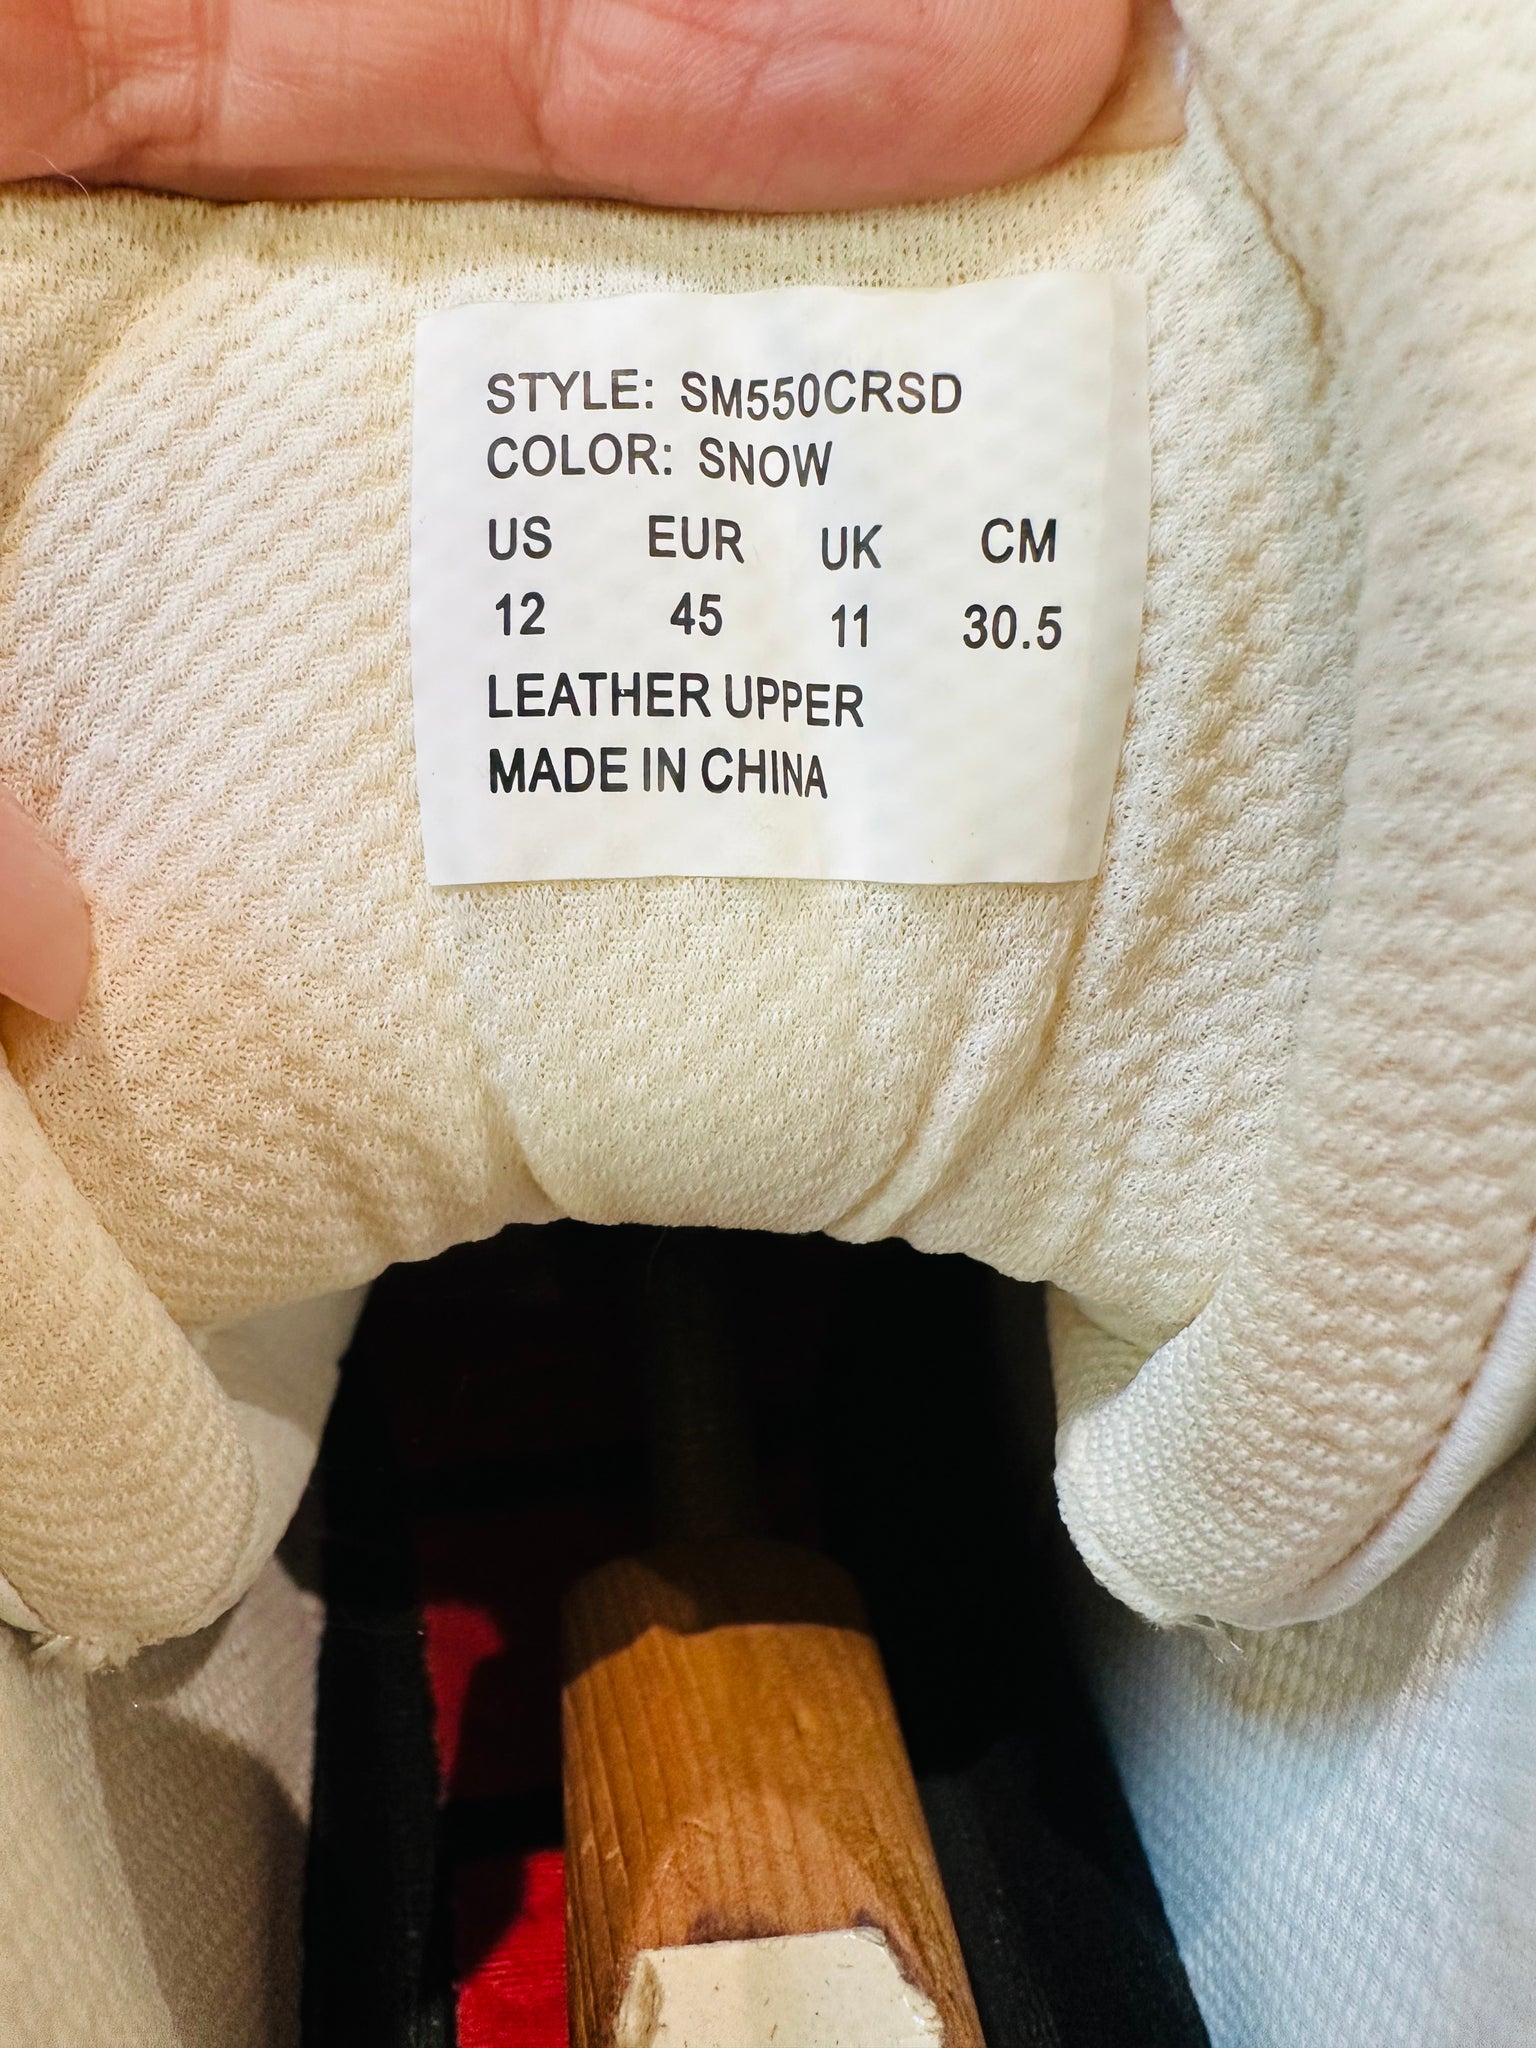 STYLE: SM550CRSD
COLOR: SNOW
US EUR UK CM
12 45 11 30.5
LEATHER UPPER
MADE IN CHINA